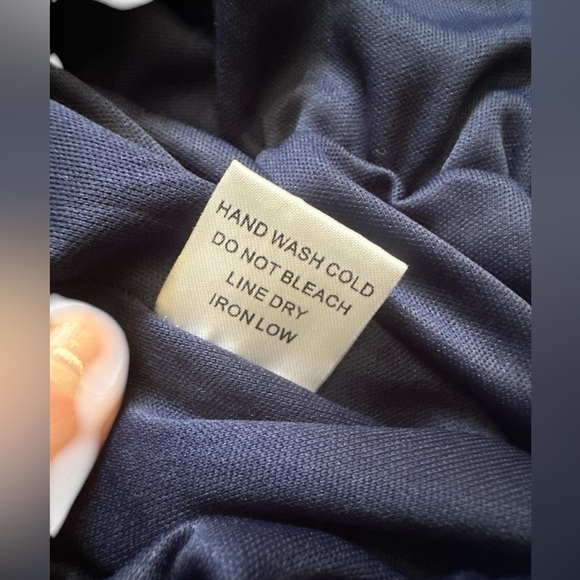 HAND WASH COLD
DO NOT BLEACH
LINE DRY
IRON LOW